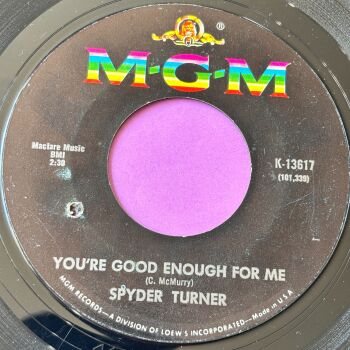 M-G-M
Macfare Music
BMI
2:30
K-13617
(101,339)
YOU'RE GOOD ENOUGH FOR ME
(C. McMurry)
SPYDER TURNER
MGM RECORDS—A DIVISION OF LOEW'S INCORPORATED—Made in U.S.A